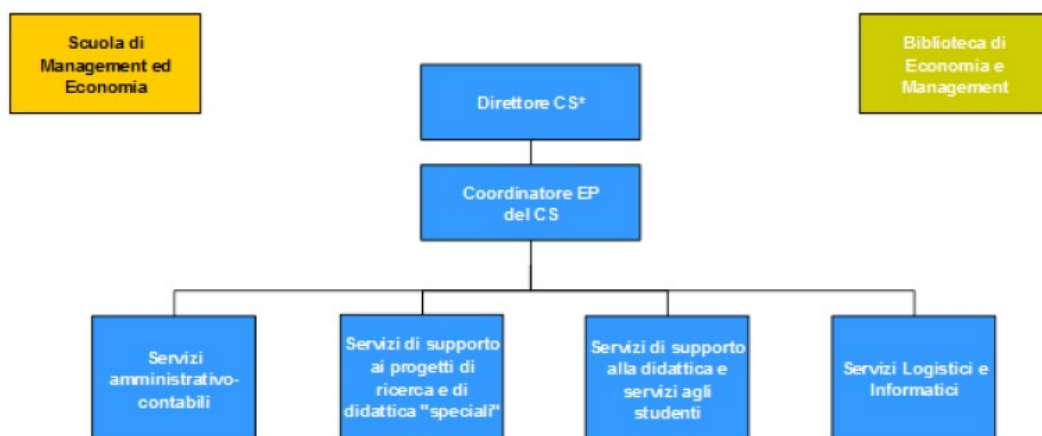 Scuola di
Management ed
Economia
Biblioteca di
Economia e
Management
Direttore CS*
Coordinatore EP
del CS
Servizi
amministrativo-
contabili
Servizi di supporto
ai progetti di
ricerca e di
didattica "speciali"
Servizi di supporto
alla didattica e
servizi agli
studenti
Servizi Logistici e
Informatici